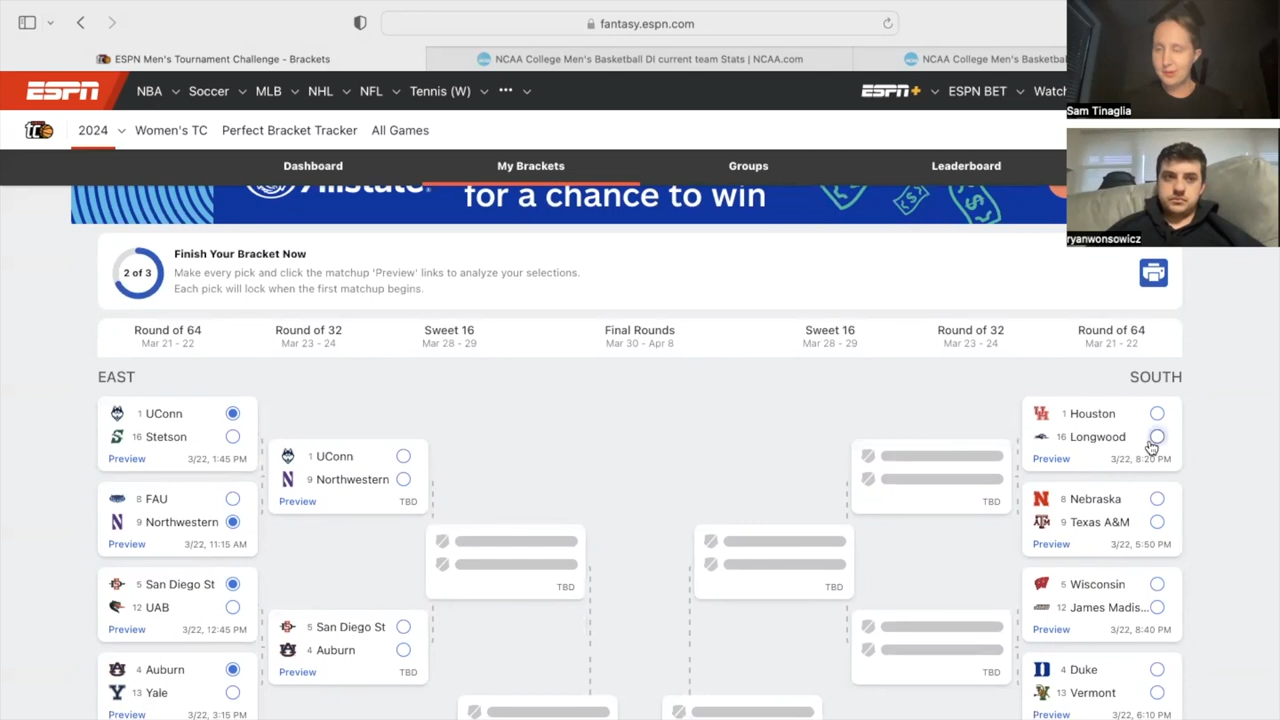 fantasy.espn.com
ESPN Men's Tournament Challenge - Brackets
NCAA College Men's Basketball DI current team Stats | NCAA.com
NCAA College Men's Basketba
ESPN
NBA
Soccer
MLB
NHL
NFL
Tennis (W)
ESPN+
ESPN BET
Watch
Sam Tinaglia
2024
Women's TC
Perfect Bracket Tracker
All Games
Dashboard
My Brackets
Groups
Leaderboard
Allstate.
for a chance to win
ryanwonsowicz
2 of 3
Finish Your Bracket Now
Make every pick and click the matchup 'Preview' links to analyze your selections.
Each pick will lock when the first matchup begins.
Round of 64
Mar 21 - 22
Round of 32
Mar 23 - 24
Sweet 16
Mar 28 - 29
Final Rounds
Mar 30 - Apr 8
Sweet 16
Mar 28 - 29
Round of 32
Mar 23 - 24
Round of 64
Mar 21 - 22
EAST
1 UConn
16 Stetson
Preview 3/22, 1:45 PM
8 FAU
9 Northwestern
Preview 3/22, 11:15 AM
5 San Diego St
12 UAB
Preview 3/22, 12:45 PM
4 Auburn
13 Yale
Preview 3/22, 3:15 PM
1 UConn
9 Northwestern
Preview TBD
5 San Diego St
4 Auburn
Preview TBD
TBD
TBD
TBD
TBD
SOUTH
1 Houston
16 Longwood
Preview 3/22, 8:20 PM
8 Nebraska
9 Texas A&M
Preview 3/22, 5:50 PM
5 Wisconsin
12 James Madis...
Preview 3/22, 8:40 PM
4 Duke
13 Vermont
Preview 3/22, 6:10 PM